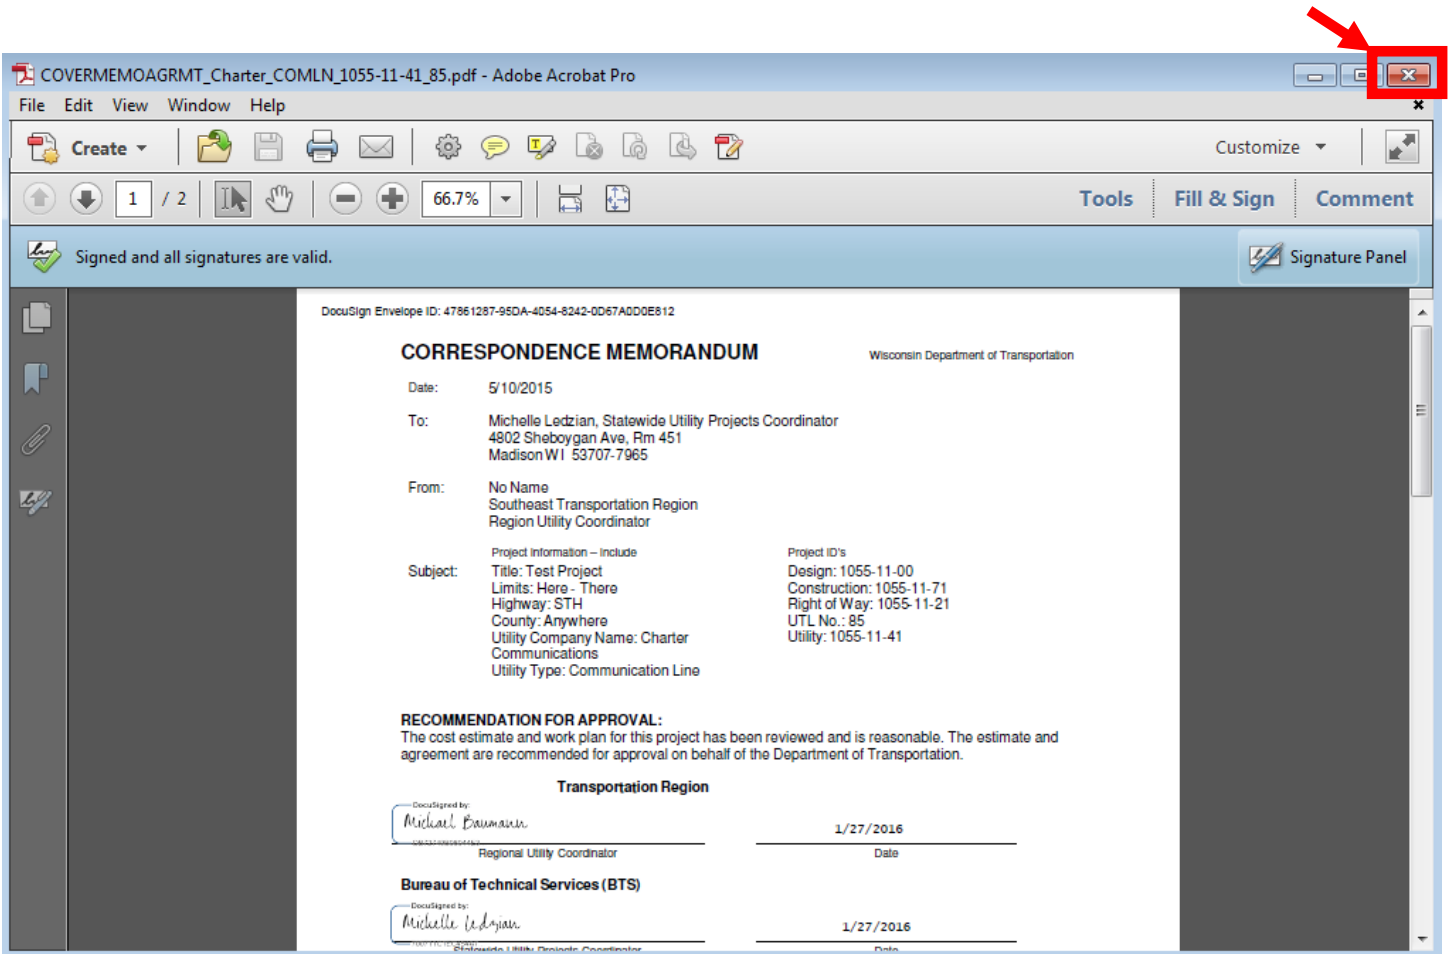 COVERMEMOAGRMT_Charter_COMLN_1055-11-41_85.pdf - Adobe Acrobat Pro
File Edit View Window Help
Create Customize
1 / 2 66.7% Tools Fill & Sign Comment
Signed and all signatures are valid. Signature Panel
DocuSign Envelope ID: 47861287-95DA-4054-8242-0D67A0D0E812
CORRESPONDENCE MEMORANDUM Wisconsin Department of Transportation
Date: 5/10/2015
To: Michelle Ledzian, Statewide Utility Projects Coordinator
4802 Sheboygan Ave, Rm 451
Madison WI 53707-7965
From: No Name
Southeast Transportation Region
Region Utility Coordinator
Project Information – Include Project ID's
Subject: Title: Test Project Design: 1055-11-00
Limits: Here - There Construction: 1055-11-71
Highway: STH Right of Way: 1055-11-21
County: Anywhere UTL No.: 85
Utility Company Name: Charter Utility: 1055-11-41
Communications
Utility Type: Communication Line
RECOMMENDATION FOR APPROVAL:
The cost estimate and work plan for this project has been reviewed and is reasonable. The estimate and
agreement are recommended for approval on behalf of the Department of Transportation.
Transportation Region
DocuSigned by:
Michael Baumann 1/27/2016
Regional Utility Coordinator Date
Bureau of Technical Services (BTS)
DocuSigned by:
Michelle Ledzian 1/27/2016
Statewide Utility Projects Coordinator Date